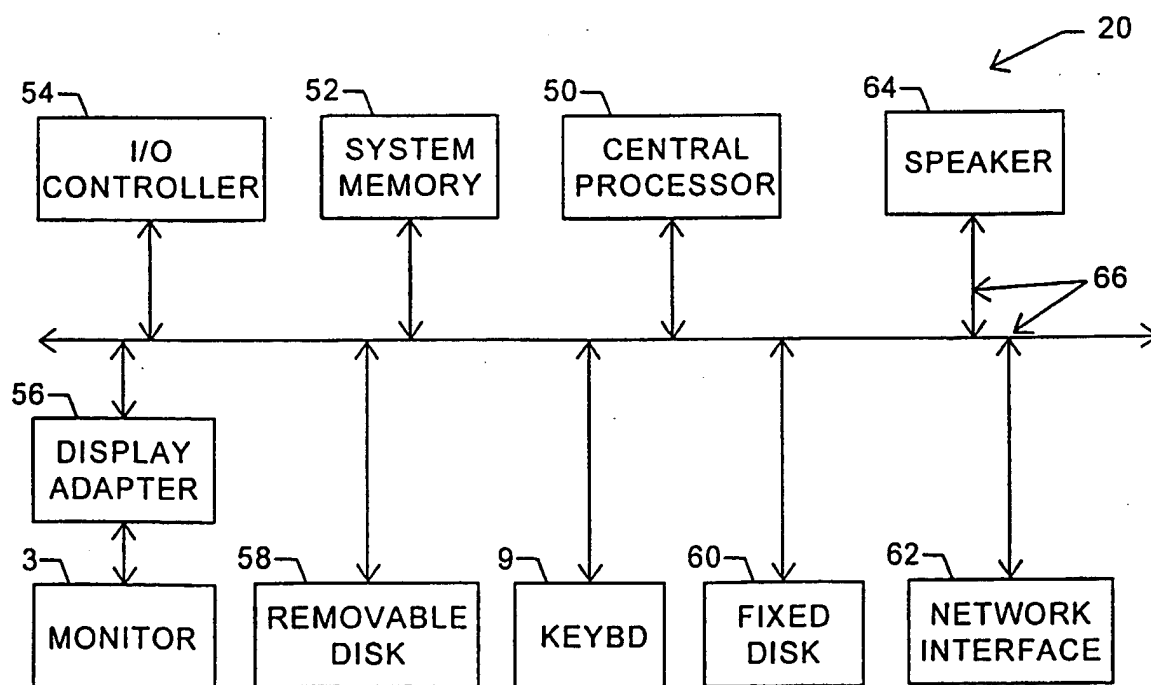 20
54
52
50
64
I/O
CONTROLLER
SYSTEM
MEMORY
CENTRAL
PROCESSOR
SPEAKER
66
56
DISPLAY
ADAPTER
3
58
9
60
62
MONITOR
REMOVABLE
DISK
KEYBD
FIXED
DISK
NETWORK
INTERFACE